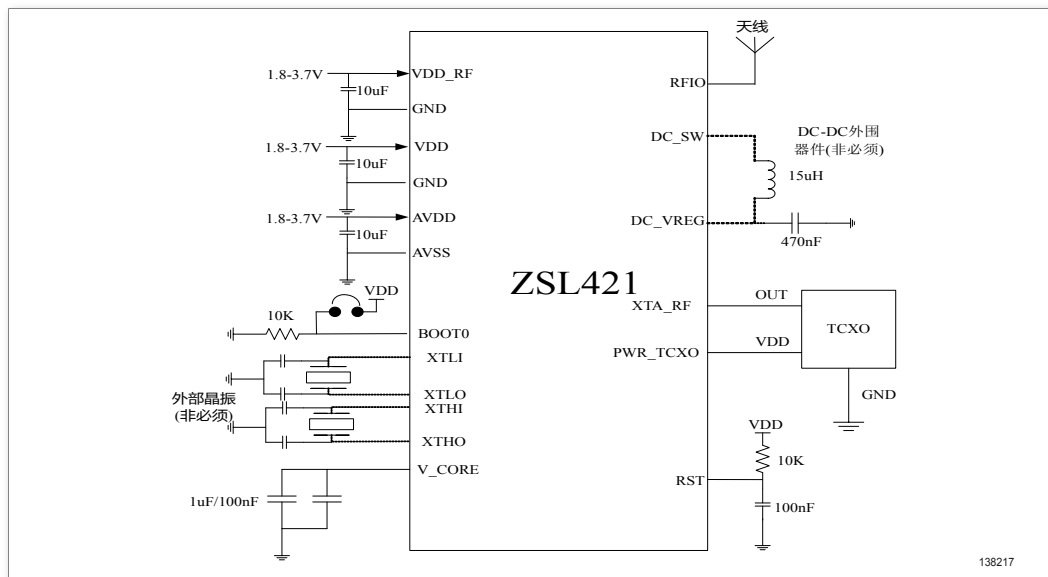 天线
1.8-3.7V
VDD_RF
10uF
GND
1.8-3.7V
VDD
10uF
GND
1.8-3.7V
AVDD
10uF
AVSS
VDD
10K
BOOT0
XTLI
XTLO
外部晶振
(非必须)
XTHI
XTHO
V_CORE
1uF/100nF
ZSL421
RFIO
DC_SW
DC-DC外围
器件(非必须)
15uH
DC_VREG
470nF
XTA_RF
OUT
TCXO
PWR_TCXO
VDD
GND
VDD
10K
RST
100nF
138217